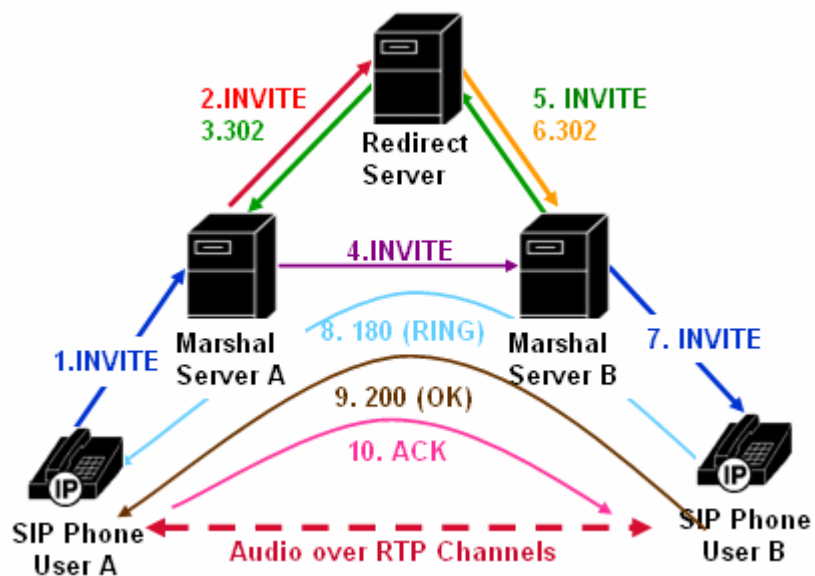 2.INVITE
3.302
5. INVITE
6.302
Redirect
Server
4.INVITE
Marshal
Server A
8. 180 (RING)
Marshal
Server B
7. INVITE
1.INVITE
9. 200 (OK)
10. ACK
IP
IP
SIP Phone
User A
Audio over RTP Channels
SIP Phone
User B